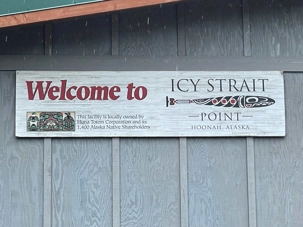 Welcome to
This facility is locally owned by
Huna Totem Corporation and its
1,400 Alaska Native Shareholders
ICY STRAIT
POINT
HOONAH, ALASKA